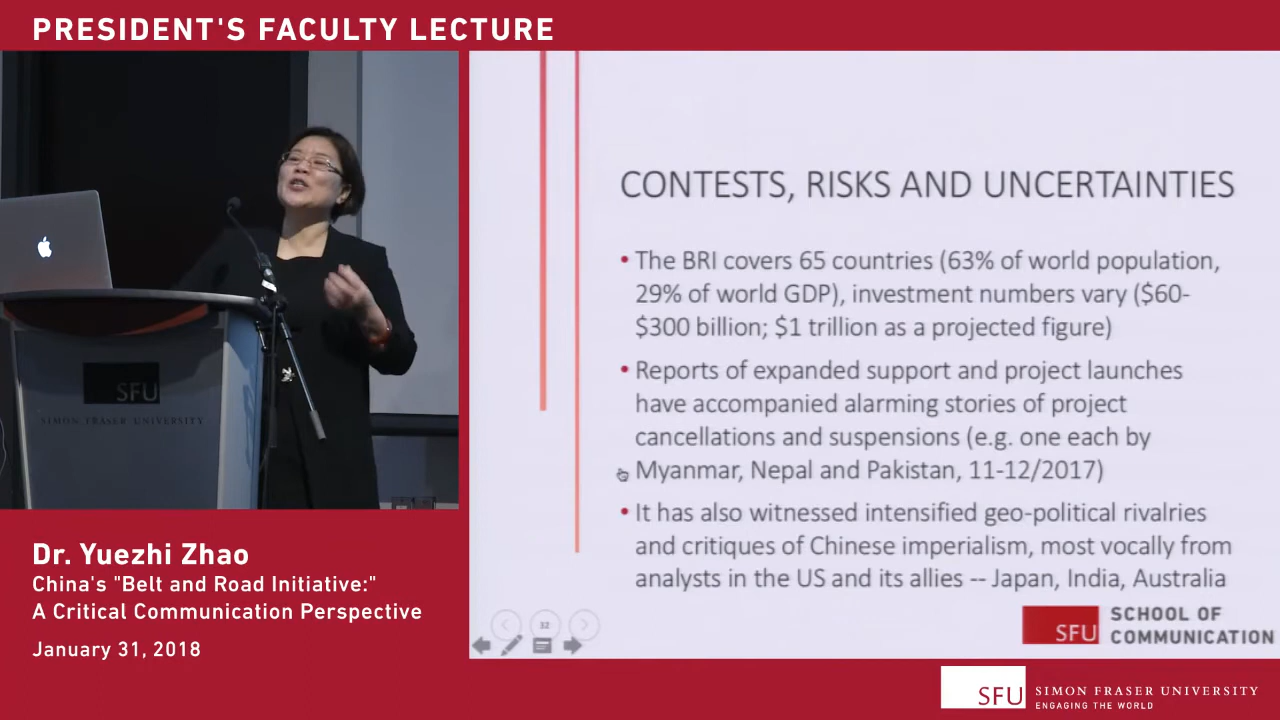 PRESIDENT'S FACULTY LECTURE
SFU
SIMON FRASER UNIVERSITY
CONTESTS, RISKS AND UNCERTAINTIES
• The BRI covers 65 countries (63% of world population,
29% of world GDP), investment numbers vary ($60-
$300 billion; $1 trillion as a projected figure)
• Reports of expanded support and project launches
have accompanied alarming stories of project
cancellations and suspensions (e.g. one each by
Myanmar, Nepal and Pakistan, 11-12/2017)
• It has also witnessed intensified geo-political rivalries
and critiques of Chinese imperialism, most vocally from
analysts in the US and its allies -- Japan, India, Australia
32
SFU SCHOOL OF
COMMUNICATION
Dr. Yuezhi Zhao
China's "Belt and Road Initiative:"
A Critical Communication Perspective
January 31, 2018
SFU SIMON FRASER UNIVERSITY
ENGAGING THE WORLD